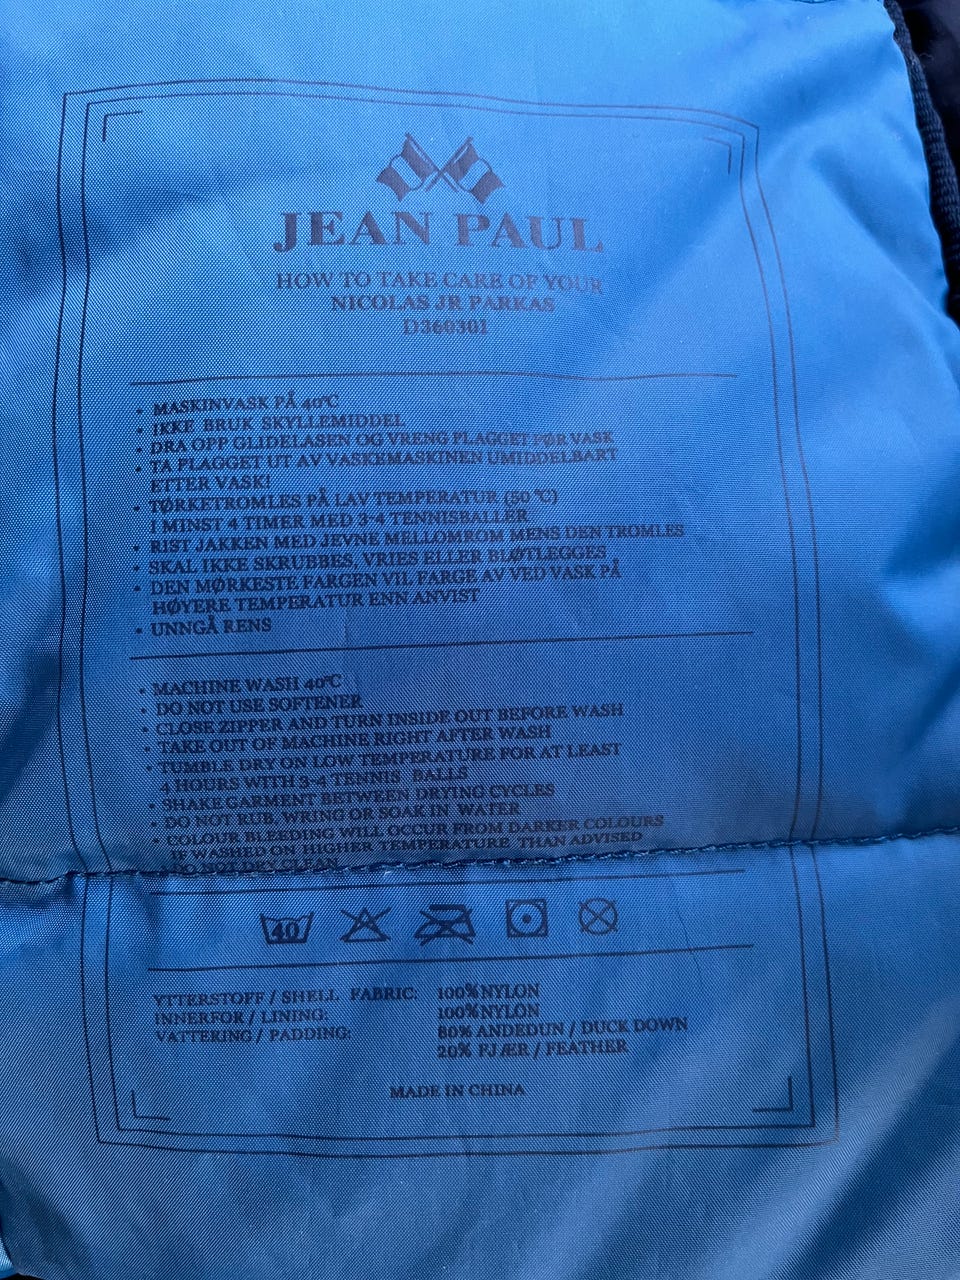 JEAN PAUL
HOW TO TAKE CARE OF YOUR
NICOLAS JR PARKAS
D360301
• MASKINVASK PÅ 40°C
• IKKE BRUK SKYLLEMIDDEL
• DRA OPP GLIDELASEN OG VRENG PLAGGET FØR VASK
• TA PLAGGET UT AV VASKEMASKINEN UMIDDELBART
ETTER VASK!
• TØRKETROMLES PÅ LAV TEMPERATUR (50 °C)
I MINST 4 TIMER MED 3-4 TENNISBALLER
• RIST JAKKEN MED JEVNE MELLOMROM MENS DEN TROMLES
• SKAL IKKE SKRUBBES, VRIES ELLER BLØTLEGGES
• DEN MØRKESTE FARGEN VIL FARGE AV VED VASK PÅ
HØYERE TEMPERATUR ENN ANVIST
• UNNGÅ RENS
• MACHINE WASH 40°C
• DO NOT USE SOFTENER
• CLOSE ZIPPER AND TURN INSIDE OUT BEFORE WASH
• TAKE OUT OF MACHINE RIGHT AFTER WASH
• TUMBLE DRY ON LOW TEMPERATURE FOR AT LEAST
4 HOURS WITH 3-4 TENNIS BALLS
• SHAKE GARMENT BETWEEN DRYING CYCLES
• DO NOT RUB, WRING OR SOAK IN WATER
• COLOUR BLEEDING WILL OCCUR FROM DARKER COLOURS
IF WASHED ON HIGHER TEMPERATURE THAN ADVISED
• DO NOT DRY CLEAN
40
YTTERSTOFF / SHELL FABRIC: 100% NYLON
INNERFOR / LINING: 100% NYLON
VATTERING / PADDING: 80% ANDEDUN / DUCK DOWN
20% FJÆR / FEATHER
MADE IN CHINA